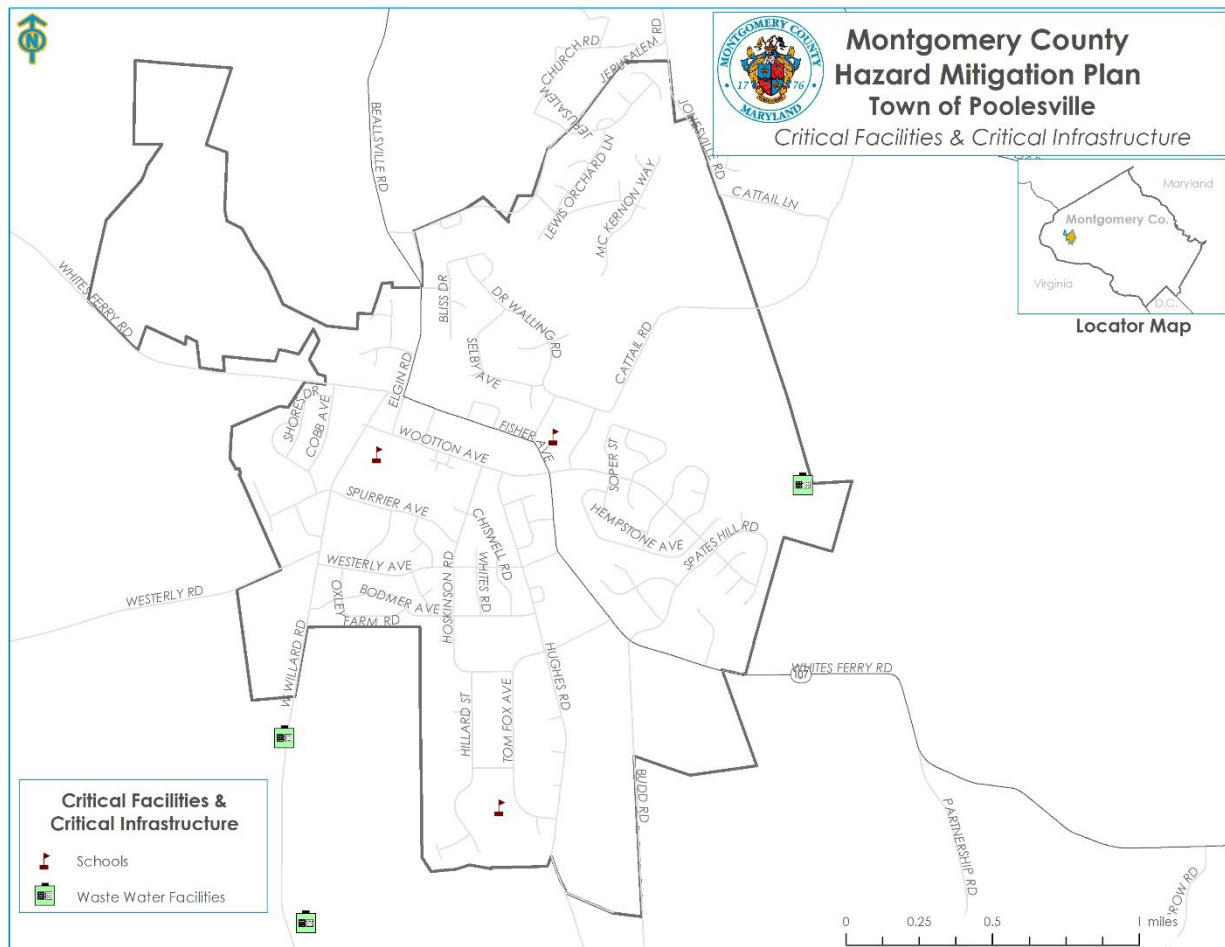 N
MONTGOMERY COUNTY
17 76
MARYLAND
Montgomery County
Hazard Mitigation Plan
Town of Poolesville
Critical Facilities & Critical Infrastructure
Maryland
Montgomery Co.
Virginia
D.C.
Locator Map
CHURCH RD
JERUSALEM RD
JERUSALEM
BEALLSVILLE RD
JONESVILLE RD
LEWIS ORCHARD LN
MC KERNON WAY
CATTAIL LN
WHITES FERRY RD
BLISS DR
DR WALLING RD
SELBY AVE
CATTAIL RD
ELGIN RD
SHORES DR
COBB AVE
WOOTTON AVE
FISHER AVE
SOPER ST
SPURRIER AVE
CHISWELL RD
HEMPSTONE AVE
SPATES HILL RD
WESTERLY AVE
HOSKINSON RD
WHITES RD
WESTERLY RD
OXLEY
FARM RD
BODMER AVE
W WILLARD RD
HUGHES RD
WHITES FERRY RD
107
HILLARD ST
TOM FOX AVE
BUDD RD
PARTNERSHIP RD
ROW RD
Critical Facilities &
Critical Infrastructure
Schools
Waste Water Facilities
0 0.25 0.5 1 miles